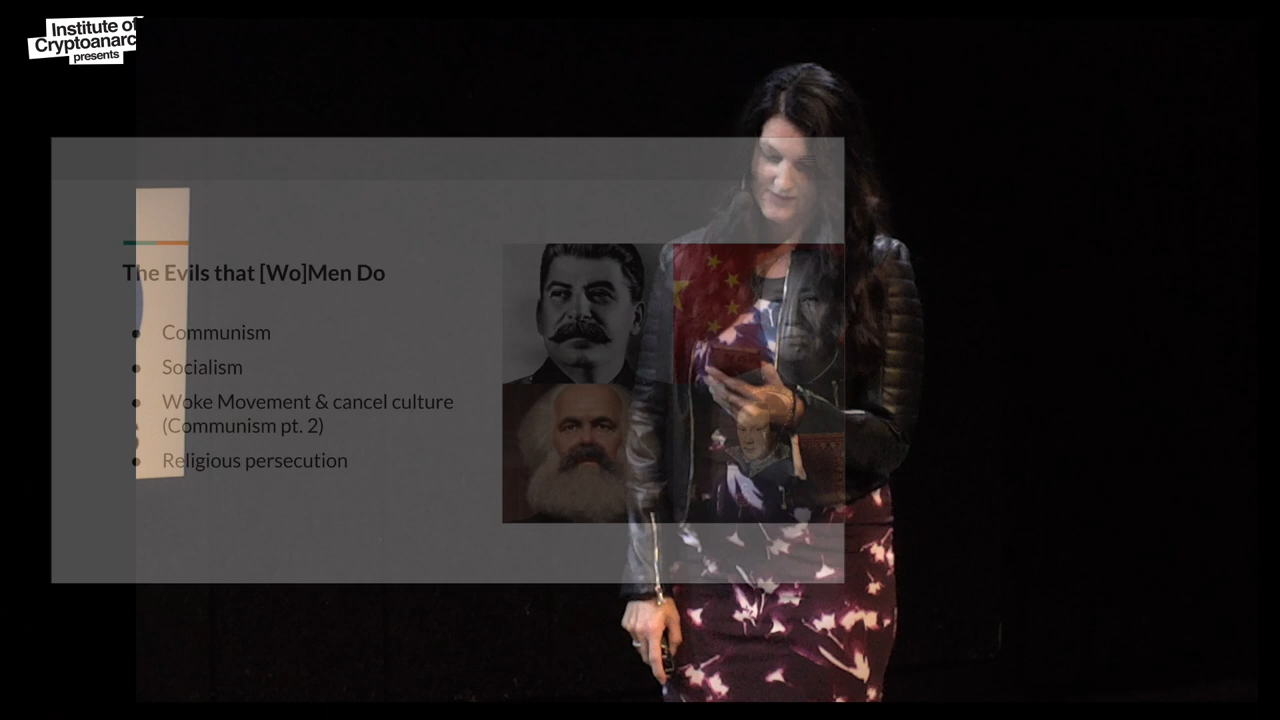 Institute of
Cryptoanarc
presents
The Evils that [Wo]Men Do
Communism
Socialism
Woke Movement & cancel culture
(Communism pt. 2)
Religious persecution